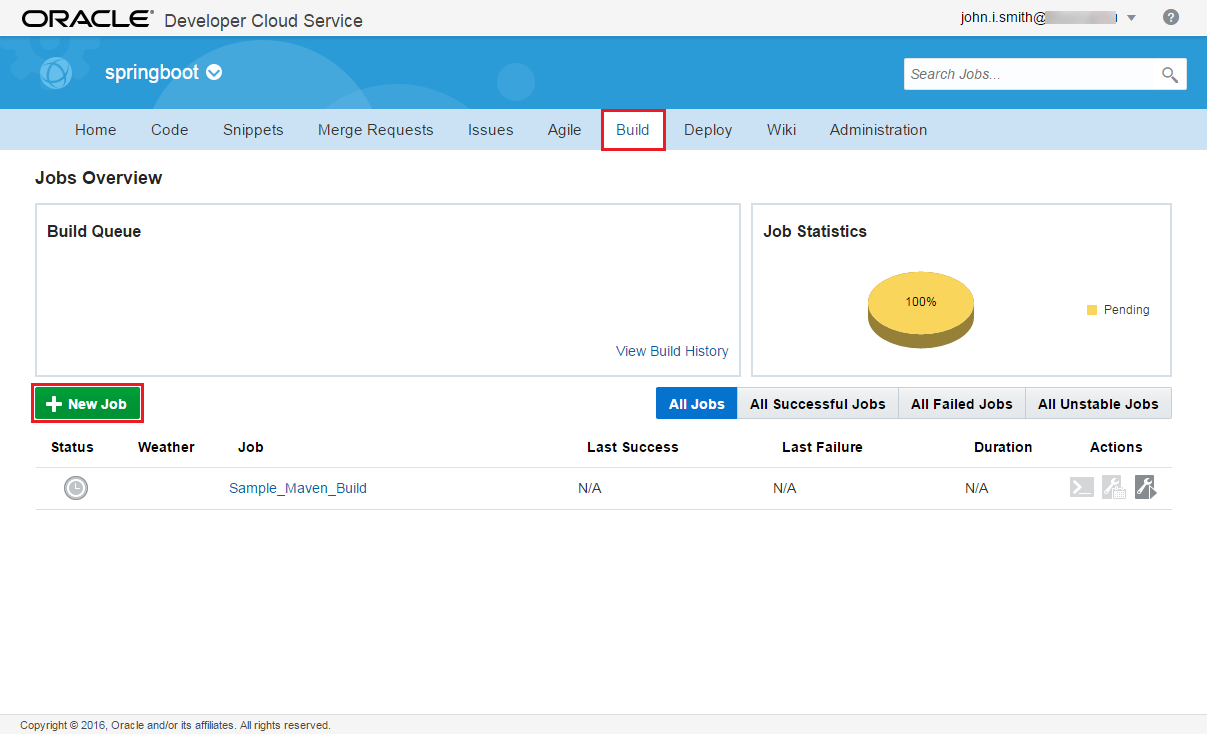 ORACLE® Developer Cloud Service
john.i.smith@
springboot
Search Jobs...
Home Code Snippets Merge Requests Issues Agile Build Deploy Wiki Administration
Jobs Overview
Build Queue
View Build History
Job Statistics
100%
Pending
New Job
All Jobs All Successful Jobs All Failed Jobs All Unstable Jobs
Status Weather Job Last Success Last Failure Duration Actions
Sample_Maven_Build N/A N/A N/A
Copyright © 2016, Oracle and/or its affiliates. All rights reserved.